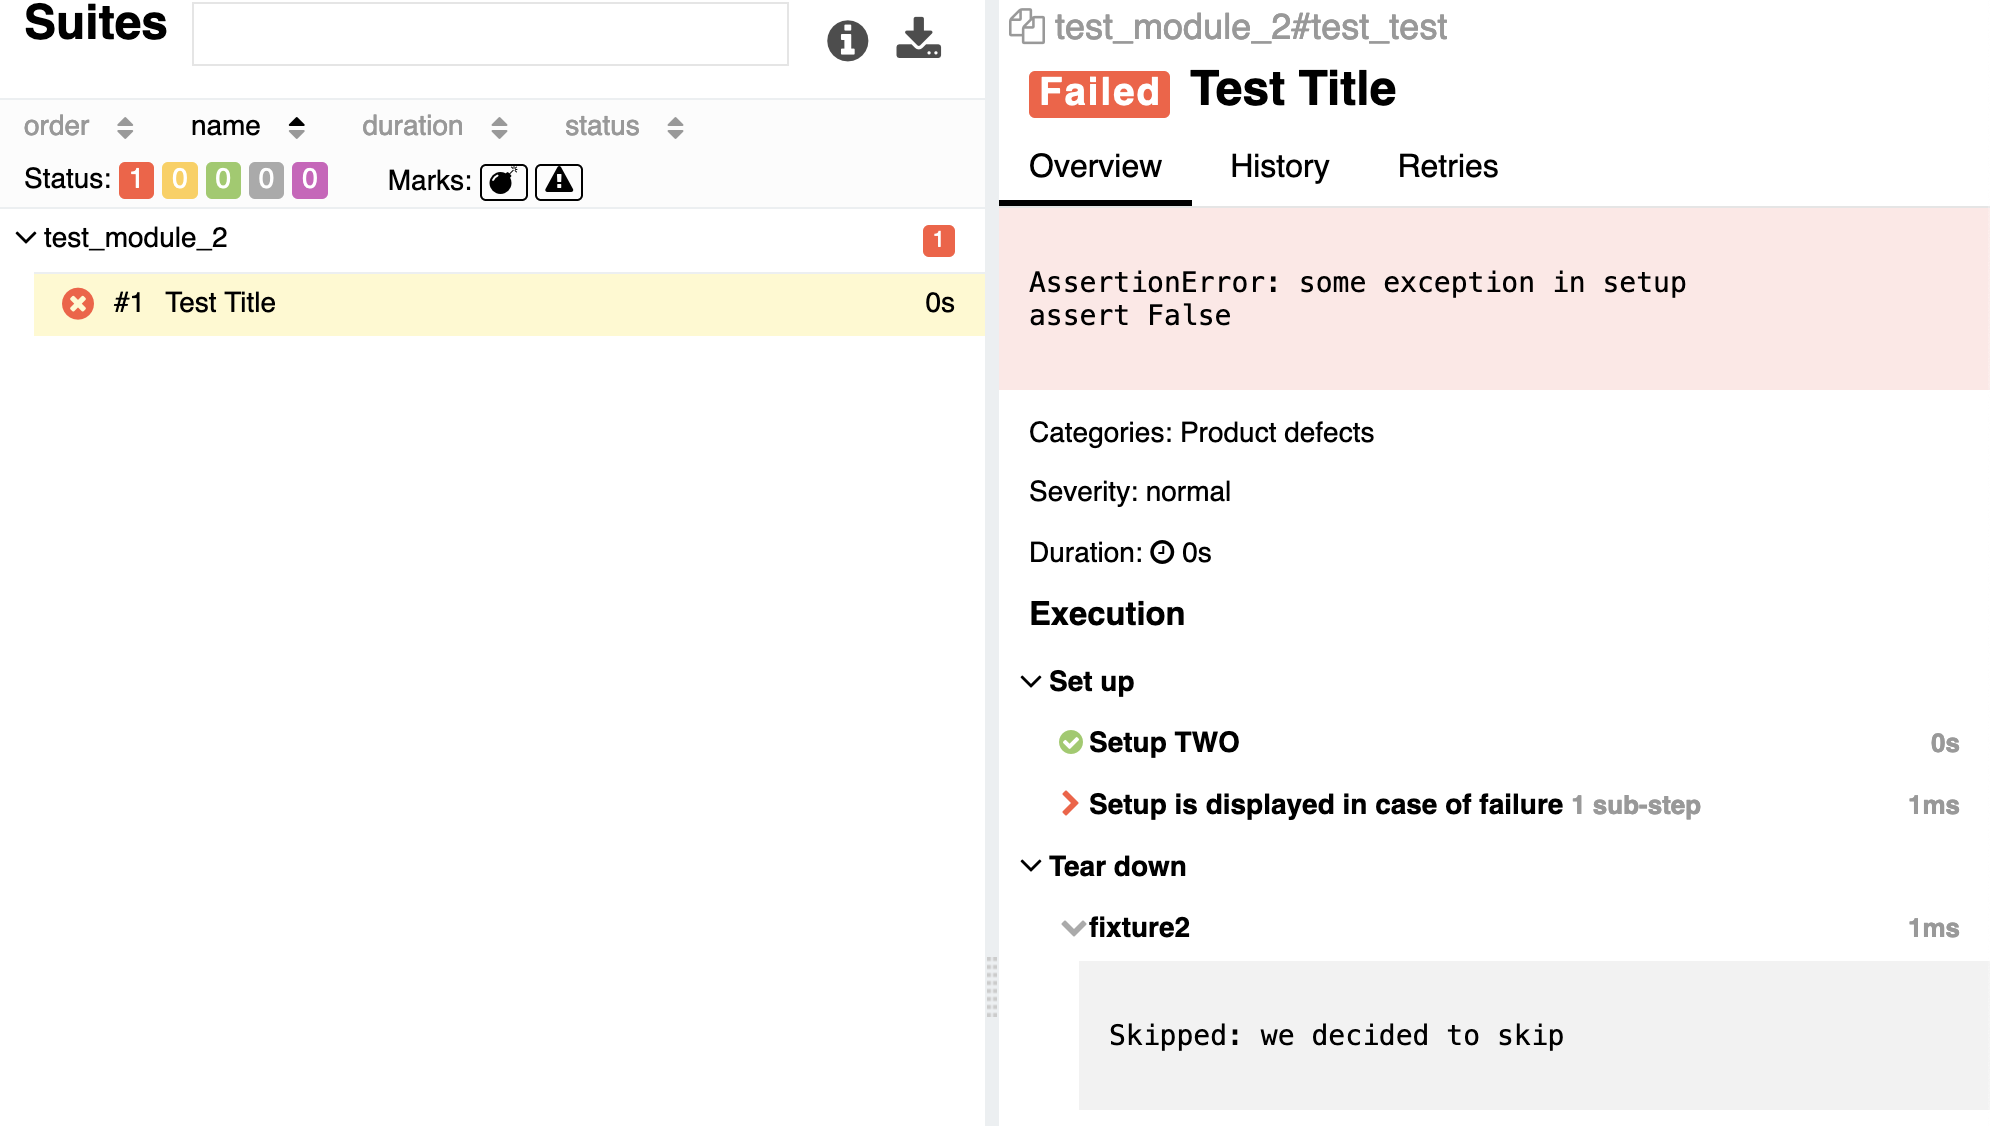 Suites
order name duration status
Status: 1 0 0 0 0 Marks:
test_module_2 1
#1 Test Title 0s
test_module_2#test_test
Failed Test Title
Overview History Retries
AssertionError: some exception in setup
assert False
Categories: Product defects
Severity: normal
Duration: 0s
Execution
Set up
Setup TWO 0s
Setup is displayed in case of failure 1 sub-step 1ms
Tear down
fixture2 1ms
Skipped: we decided to skip